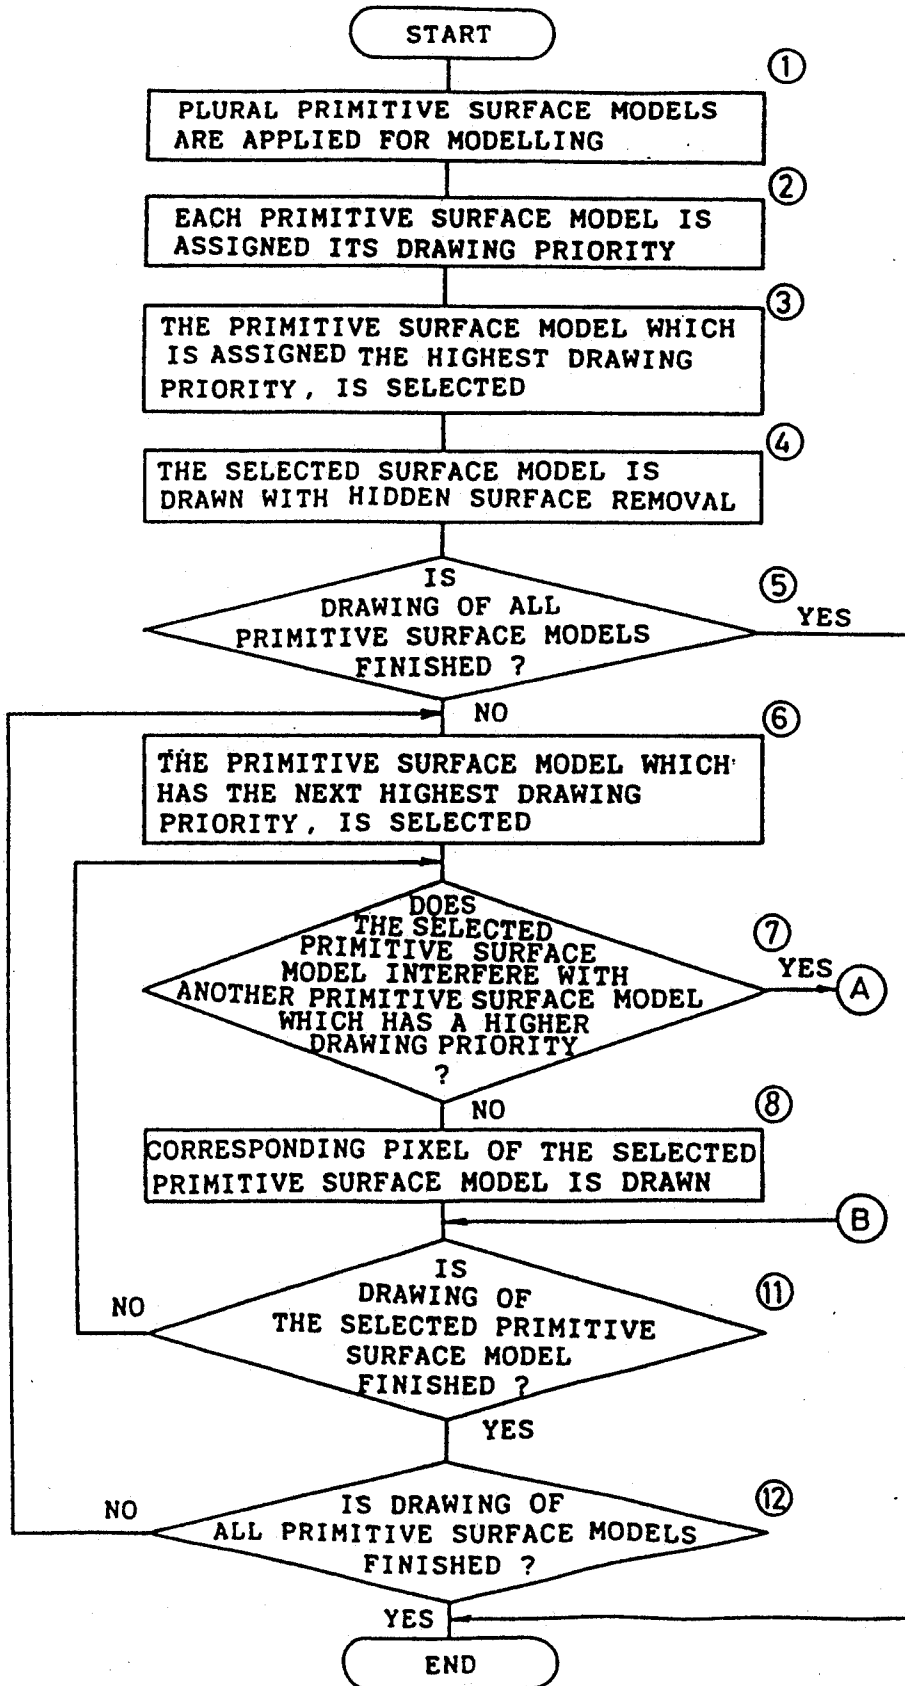 START
①
PLURAL PRIMITIVE SURFACE MODELS
ARE APPLIED FOR MODELLING
②
EACH PRIMITIVE SURFACE MODEL IS
ASSIGNED ITS DRAWING PRIORITY
③
THE PRIMITIVE SURFACE MODEL WHICH
IS ASSIGNED THE HIGHEST DRAWING
PRIORITY, IS SELECTED
④
THE SELECTED SURFACE MODEL IS
DRAWN WITH HIDDEN SURFACE REMOVAL
⑤
IS
DRAWING OF ALL
PRIMITIVE SURFACE MODELS
FINISHED ?
YES
NO
⑥
THE PRIMITIVE SURFACE MODEL WHICH
HAS THE NEXT HIGHEST DRAWING
PRIORITY, IS SELECTED
⑦
DOES
THE SELECTED
PRIMITIVE SURFACE
MODEL INTERFERE WITH
ANOTHER PRIMITIVE SURFACE MODEL
WHICH HAS A HIGHER
DRAWING PRIORITY
?
YES
A
NO
⑧
CORRESPONDING PIXEL OF THE SELECTED
PRIMITIVE SURFACE MODEL IS DRAWN
B
⑪
IS
DRAWING OF
THE SELECTED PRIMITIVE
SURFACE MODEL
FINISHED ?
NO
YES
⑫
IS DRAWING OF
ALL PRIMITIVE SURFACE MODELS
FINISHED ?
NO
YES
END